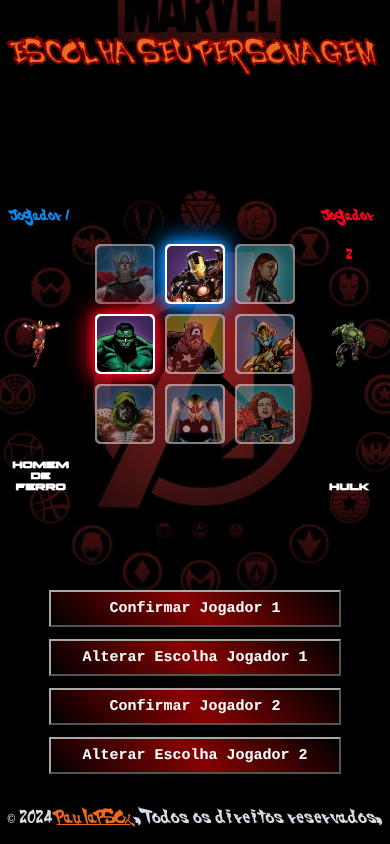 MARVEL
ESCOLHA SEU PERSONAGEM
Jogador 1
Jogador
2
HOMEM
DE
FERRO
HULK
Confirmar Jogador 1
Alterar Escolha Jogador 1
Confirmar Jogador 2
Alterar Escolha Jogador 2
© 2024 PaulaPSOx, Todos os direitos reservados,